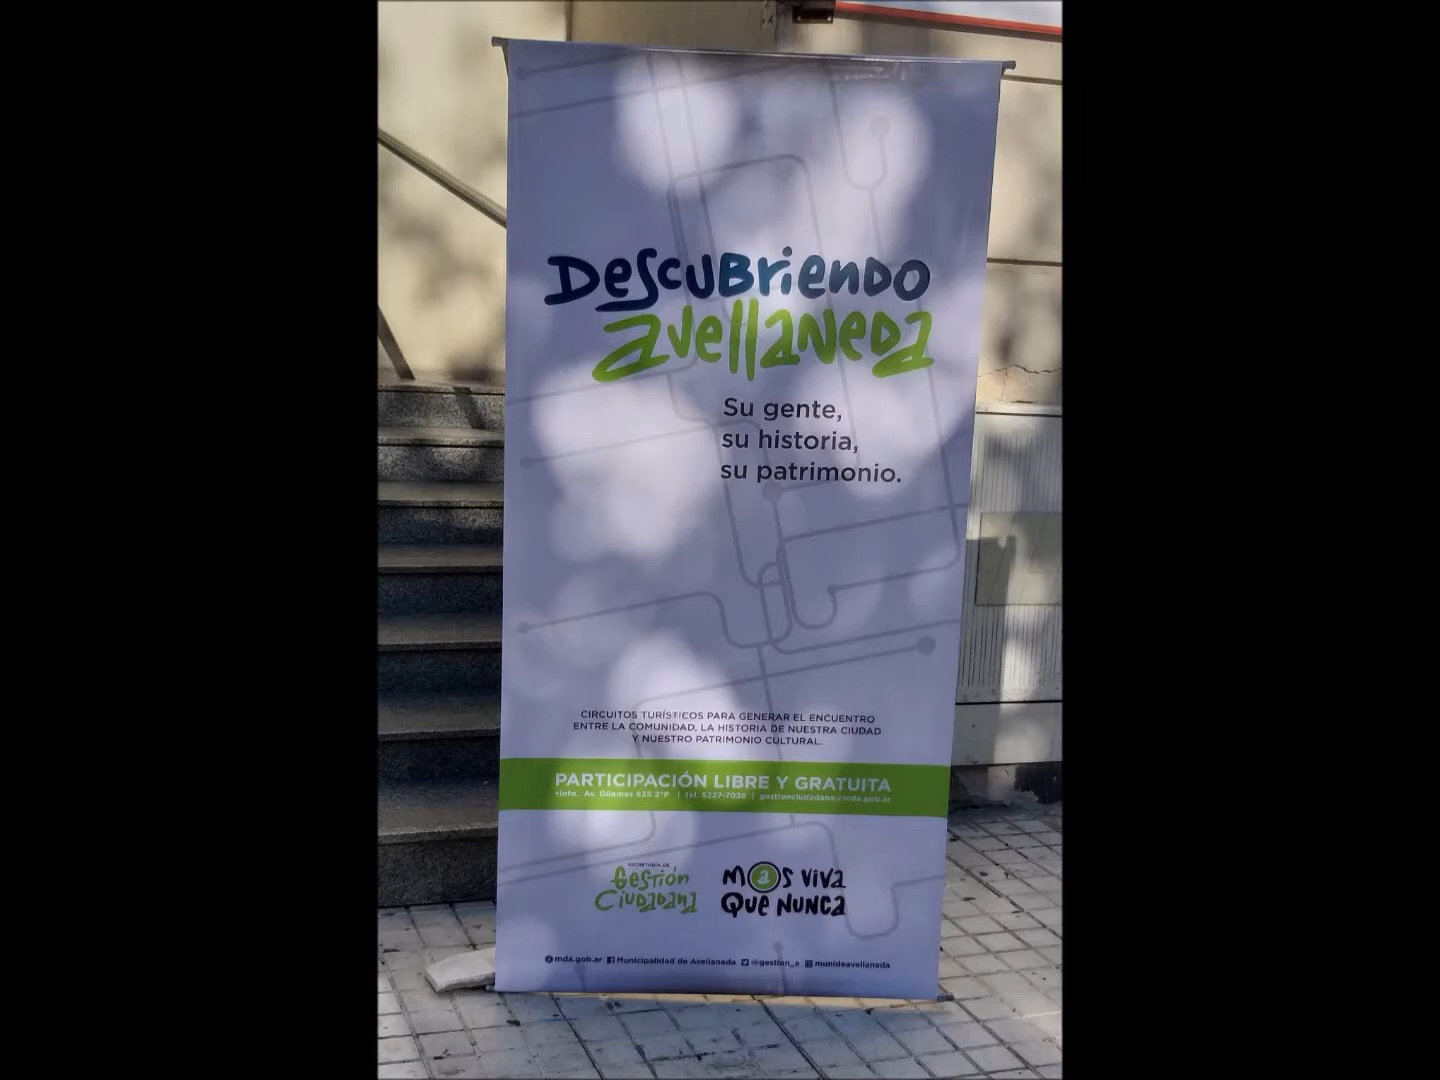 Descubriendo
avellaneda
Su gente,
su historia,
su patrimonio.
CIRCUITOS TURÍSTICOS PARA GENERAR EL ENCUENTRO
ENTRE LA COMUNIDAD, LA HISTORIA DE NUESTRA CIUDAD
Y NUESTRO PATRIMONIO CULTURAL.
PARTICIPACIÓN LIBRE Y GRATUITA
+info. Av. Güemes 835 2°P | tel. 5227-7038 | gestionciudadana@mda.gob.ar
SECRETARÍA DE
Gestión
Ciudadana
Mas viva
Que nunca
mda.gob.ar Municipalidad de Avellaneda @gestion_a munideavellaneda